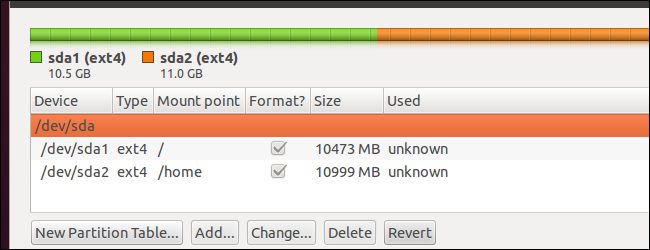 sda1 (ext4) sda2 (ext4)
10.5 GB 11.0 GB
Device Type Mount point Format? Size Used
/dev/sda
/dev/sda1 ext4 / 10473 MB unknown
/dev/sda2 ext4 /home 10999 MB unknown
New Partition Table... Add... Change... Delete Revert